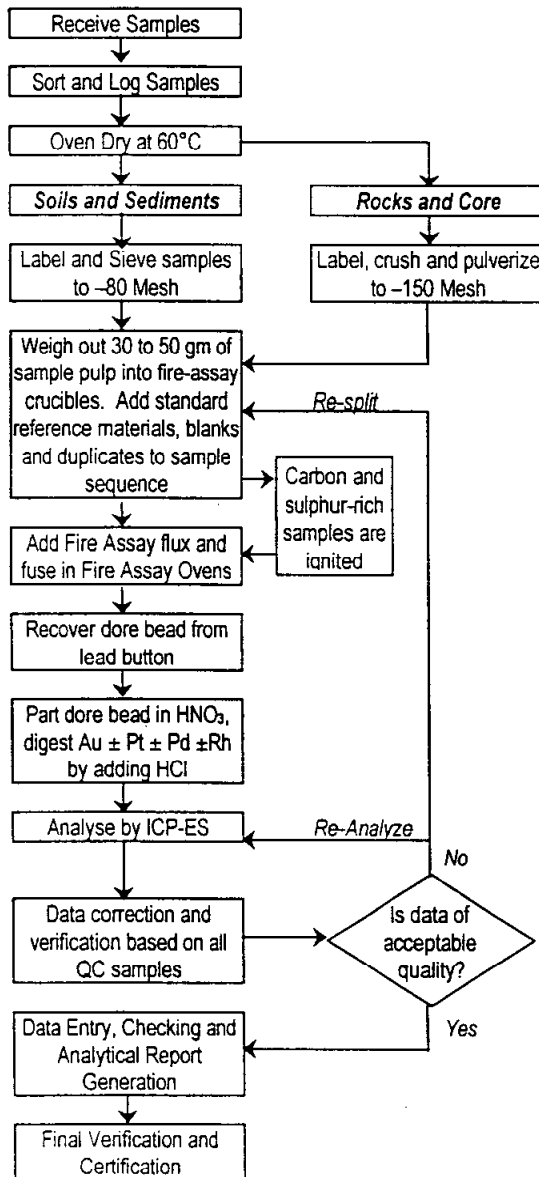 Receive Samples
Sort and Log Samples
Oven Dry at 60°C
Soils and Sediments
Rocks and Core
Label and Sieve samples
to –80 Mesh
Label, crush and pulverize
to –150 Mesh
Weigh out 30 to 50 gm of
sample pulp into fire-assay
crucibles. Add standard
reference materials, blanks
and duplicates to sample
sequence
Re-split
Carbon and
sulphur-rich
samples are
ignited
Add Fire Assay flux and
fuse in Fire Assay Ovens
Recover dore bead from
lead button
Part dore bead in HNO₃,
digest Au ± Pt ± Pd ±Rh
by adding HCl
Analyse by ICP-ES
Re-Analyze
No
Data correction and
verification based on all
QC samples
Is data of
acceptable
quality?
Yes
Data Entry, Checking and
Analytical Report
Generation
Final Verification and
Certification